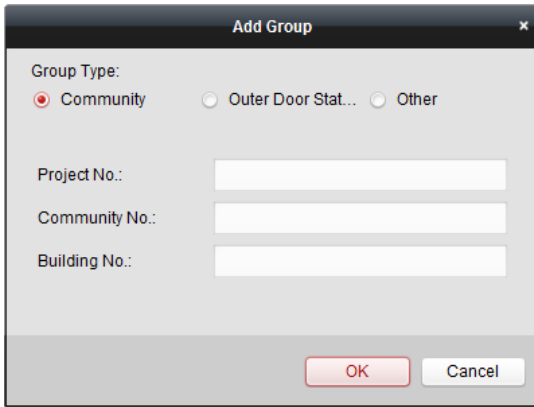 Add Group ×
Group Type:
Community Outer Door Stat... Other
Project No.:
Community No.:
Building No.:
OK Cancel